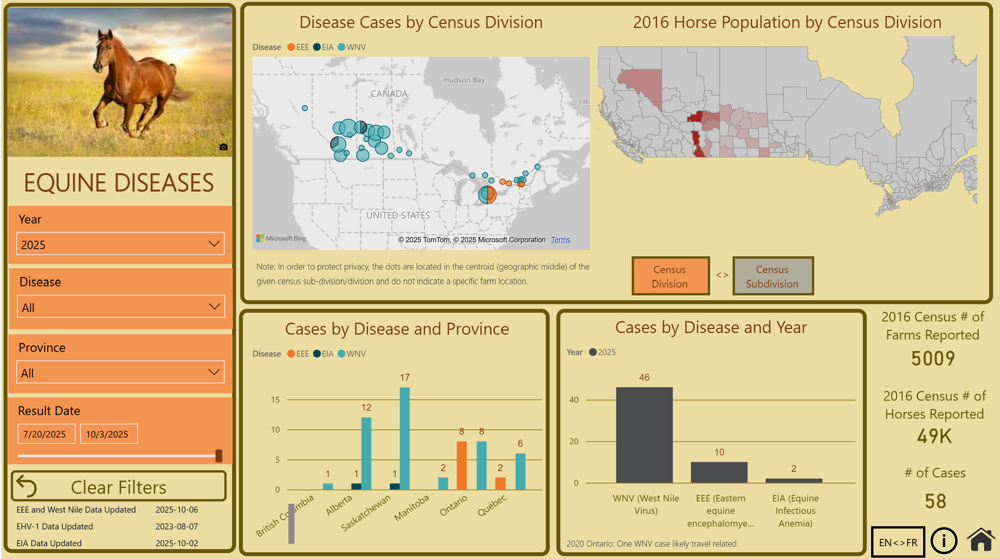 EQUINE DISEASES
Year
2025
Disease
All
Province
All
Result Date
7/20/2025 10/3/2025
Clear Filters
EEE and West Nile Data Updated 2025-10-06
EHV-1 Data Updated 2023-08-07
EIA Data Updated 2025-10-02
Disease Cases by Census Division
Disease EEE EIA WNV
Hudson Bay
CANADA
Lab
UNITED STATES
Microsoft Bing
© 2025 TomTom, © 2025 Microsoft Corporation Terms
Note: In order to protect privacy, the dots are located in the centroid (geographic middle) of the
given census sub-division/division and do not indicate a specific farm location.
2016 Horse Population by Census Division
Census
Division
<>
Census
Subdivision
Cases by Disease and Province
Disease EEE EIA WNV
17
15
12
10
8 8
6
5
2 2
1 1 1
0
British Columbia Alberta Saskatchewan Manitoba Ontario Québec
Cases by Disease and Year
Year 2025
46
40
20
10
2
0
WNV (West Nile
Virus)
EEE (Eastern
equine
encephalomye...
EIA (Equine
Infectious
Anemia)
2020 Ontario: One WNV case likely travel related
2016 Census # of
Farms Reported
5009
2016 Census # of
Horses Reported
49K
# of Cases
58
EN<>FR
i